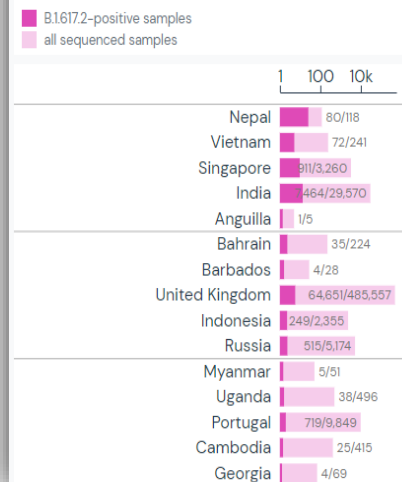 B.1.617.2-positive samples
all sequenced samples
1 100 10k
Nepal 80/118
Vietnam 72/241
Singapore 911/3,260
India 7464/29,570
Anguilla 1/5
Bahrain 35/224
Barbados 4/28
United Kingdom 64,651/485,557
Indonesia 249/2,355
Russia 515/5,174
Myanmar 5/51
Uganda 38/496
Portugal 719/9,849
Cambodia 25/415
Georgia 4/69